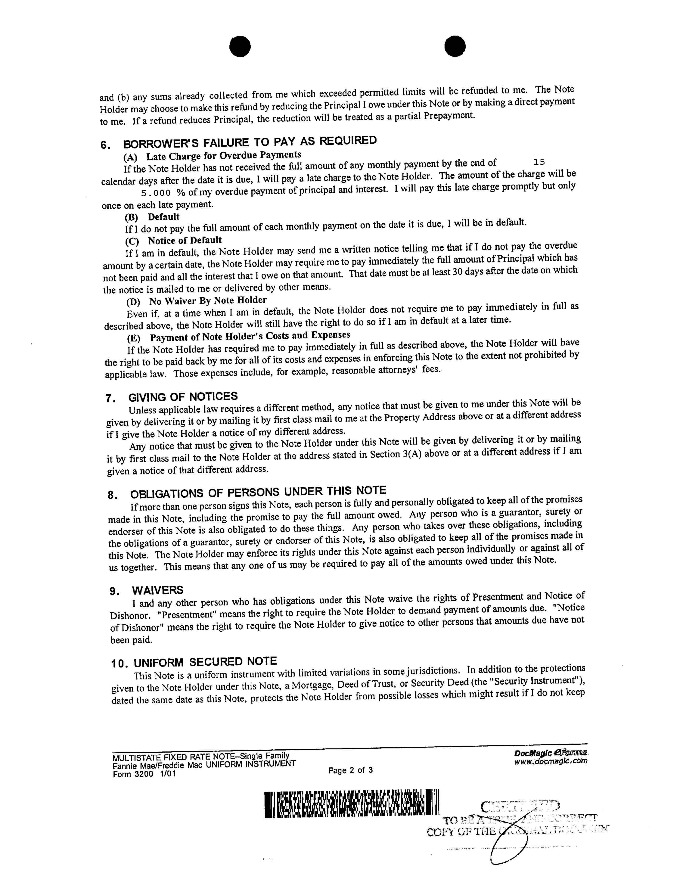 and (b) any sums already collected from me which exceeded permitted limits will be refunded to me. The Note
Holder may choose to make this refund by reducing the Principal I owe under this Note or by making a direct payment
to me. If a refund reduces Principal, the reduction will be treated as a partial Prepayment.
6. BORROWER'S FAILURE TO PAY AS REQUIRED
(A) Late Charge for Overdue Payments
If the Note Holder has not received the full amount of any monthly payment by the end of 15
calendar days after the date it is due, I will pay a late charge to the Note Holder. The amount of the charge will be
5.000 % of my overdue payment of principal and interest. I will pay this late charge promptly but only
once on each late payment.
(B) Default
If I do not pay the full amount of each monthly payment on the date it is due, I will be in default.
(C) Notice of Default
If I am in default, the Note Holder may send me a written notice telling me that if I do not pay the overdue
amount by a certain date, the Note Holder may require me to pay immediately the full amount of Principal which has
not been paid and all the interest that I owe on that amount. That date must be at least 30 days after the date on which
the notice is mailed to me or delivered by other means.
(D) No Waiver By Note Holder
Even if, at a time when I am in default, the Note Holder does not require me to pay immediately in full as
described above, the Note Holder will still have the right to do so if I am in default at a later time.
(E) Payment of Note Holder's Costs and Expenses
If the Note Holder has required me to pay immediately in full as described above, the Note Holder will have
the right to be paid back by me for all of its costs and expenses in enforcing this Note to the extent not prohibited by
applicable law. Those expenses include, for example, reasonable attorneys' fees.
7. GIVING OF NOTICES
Unless applicable law requires a different method, any notice that must be given to me under this Note will be
given by delivering it or by mailing it by first class mail to me at the Property Address above or at a different address
if I give the Note Holder a notice of my different address.
Any notice that must be given to the Note Holder under this Note will be given by delivering it or by mailing
it by first class mail to the Note Holder at the address stated in Section 3(A) above or at a different address if I am
given a notice of that different address.
8. OBLIGATIONS OF PERSONS UNDER THIS NOTE
If more than one person signs this Note, each person is fully and personally obligated to keep all of the promises
made in this Note, including the promise to pay the full amount owed. Any person who is a guarantor, surety or
endorser of this Note is also obligated to do these things. Any person who takes over these obligations, including
the obligations of a guarantor, surety or endorser of this Note, is also obligated to keep all of the promises made in
this Note. The Note Holder may enforce its rights under this Note against each person individually or against all of
us together. This means that any one of us may be required to pay all of the amounts owed under this Note.
9. WAIVERS
I and any other person who has obligations under this Note waive the rights of Presentment and Notice of
Dishonor. "Presentment" means the right to require the Note Holder to demand payment of amounts due. "Notice
of Dishonor" means the right to require the Note Holder to give notice to other persons that amounts due have not
been paid.
10. UNIFORM SECURED NOTE
This Note is a uniform instrument with limited variations in some jurisdictions. In addition to the protections
given to the Note Holder under this Note, a Mortgage, Deed of Trust, or Security Deed (the "Security Instrument"),
dated the same date as this Note, protects the Note Holder from possible losses which might result if I do not keep
MULTISTATE FIXED RATE NOTE--Single Family
Fannie Mae/Freddie Mac UNIFORM INSTRUMENT
Form 3200 1/01
Page 2 of 3
DocMagic eForms
www.docmagic.com
TO BE A
COPY OF THE